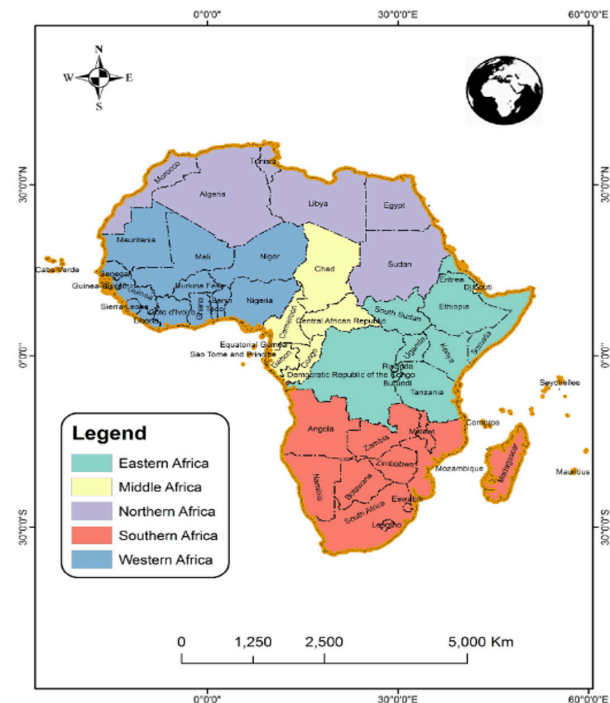 0°0'0" 30°0'0"E 60°0'0"E
N
W E
S
30°0'0"N
0°0'0"
30°0'0"S
30°0'0"N
0°0'0"
30°0'0"S
Tunisia
Morocco
Algeria
Libya
Egypt
Mauritania
Mali
Niger
Chad
Sudan
Cabo Verde
Senegal
Guinea-Bissau
Guinea
Burkina Faso
Benin
Togo
Ghana
Nigeria
Sierra-Leone
Cote d'Ivoire
Liberia
Eritrea
Djibouti
Ethiopia
Central African Republic
South Sudan
Cameroon
Somalia
Equatorial Guinea
Sao Tome and Principe
Gabon
Congo
Uganda
Kenya
Rwanda
Burundi
Democratic Republic of the Congo
Tanzania
Seychelles
Comoros
Angola
Zambia
Malawi
Mozambique
Madagascar
Mauritius
Zimbabwe
Namibia
Botswana
Eswatini
South Africa
Lesotho
Legend
Eastern Africa
Middle Africa
Northern Africa
Southern Africa
Western Africa
0 1,250 2,500 5,000 Km
0°0'0" 30°0'0"E 60°0'0"E